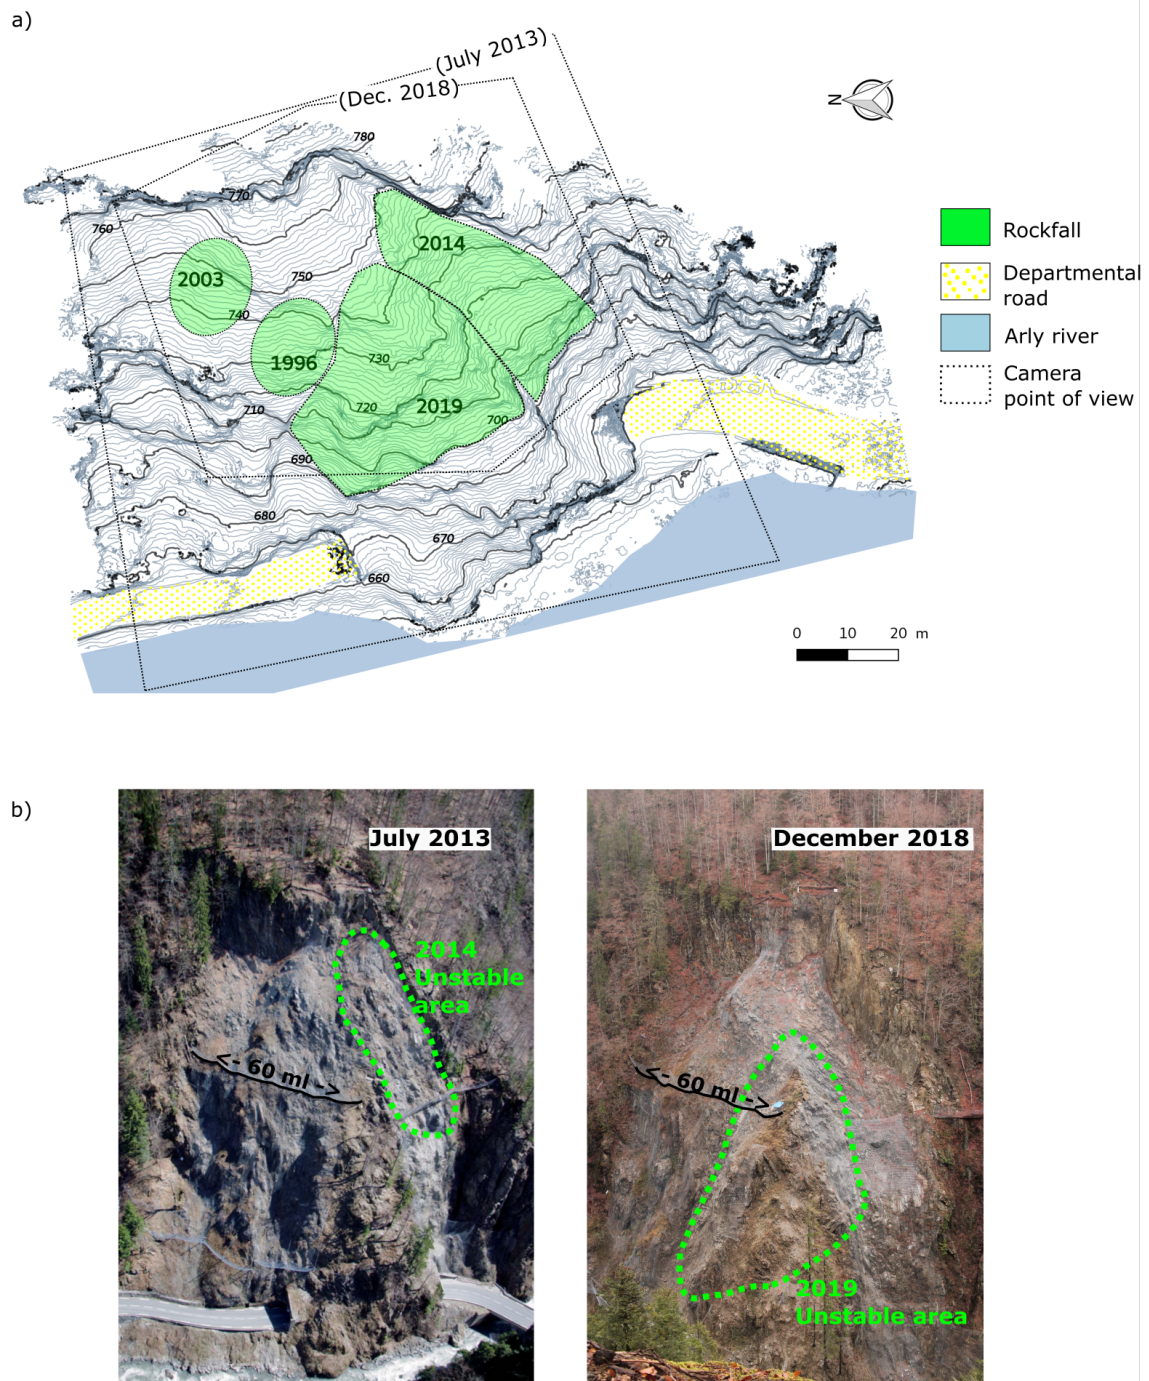 a)
(July 2013)
(Dec. 2018)
N
780
770
760
2014
750
2003
740
1996
730
720
2019
710
700
690
680
670
660
Rockfall
Departmental
road
Arly river
Camera
point of view
0 10 20 m
b)
July 2013
2014
Unstable
area
<- 60 ml ->
December 2018
<- 60 ml ->
2019
Unstable area